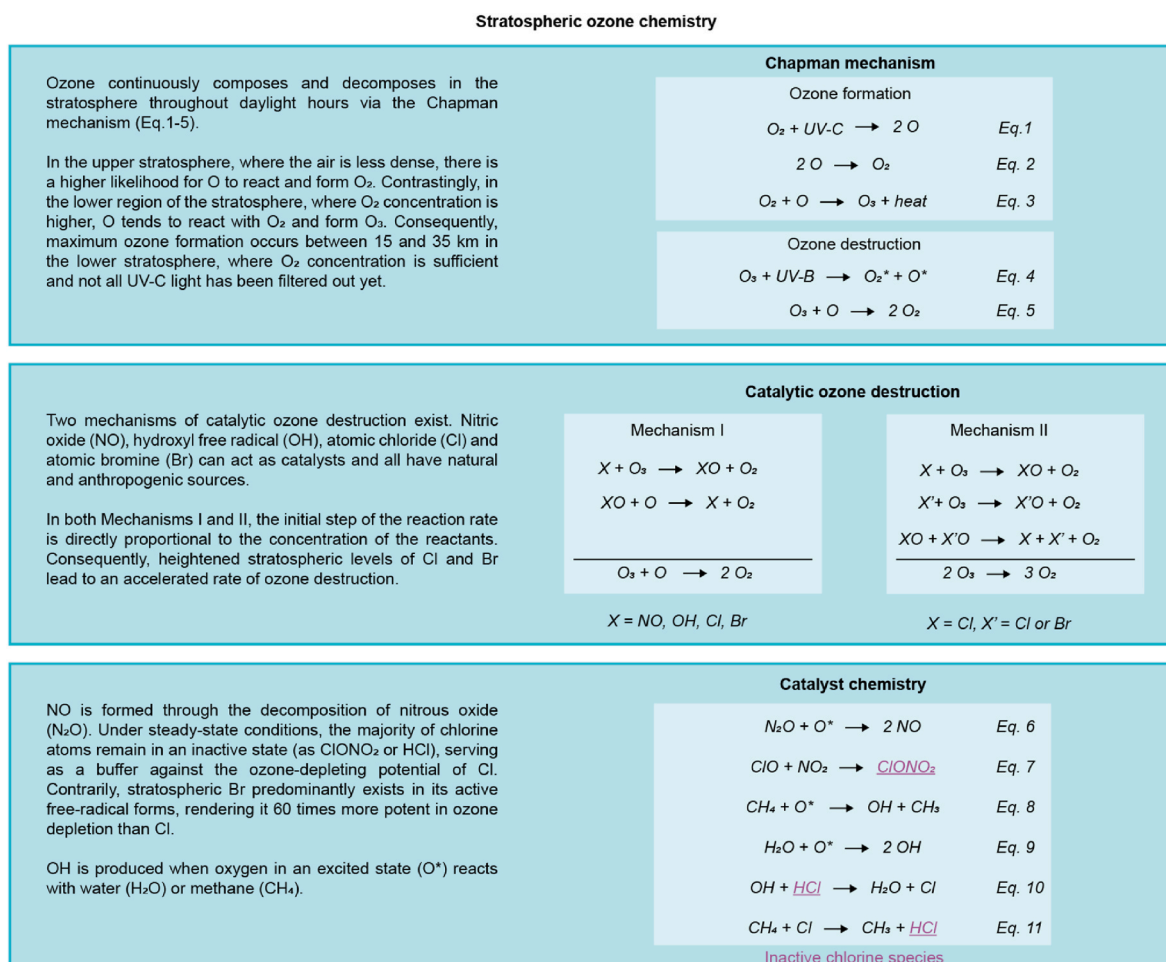 Stratospheric ozone chemistry
Ozone continuously composes and decomposes in the
stratosphere throughout daylight hours via the Chapman
mechanism (Eq.1-5).
In the upper stratosphere, where the air is less dense, there is
a higher likelihood for O to react and form O₂. Contrastingly, in
the lower region of the stratosphere, where O₂ concentration is
higher, O tends to react with O₂ and form O₃. Consequently,
maximum ozone formation occurs between 15 and 35 km in
the lower stratosphere, where O₂ concentration is sufficient
and not all UV-C light has been filtered out yet.
Chapman mechanism
Ozone formation
O₂ + UV-C → 2 O Eq.1
2 O → O₂ Eq. 2
O₂ + O → O₃ + heat Eq. 3
Ozone destruction
O₃ + UV-B → O₂* + O* Eq. 4
O₃ + O → 2 O₂ Eq. 5
Two mechanisms of catalytic ozone destruction exist. Nitric
oxide (NO), hydroxyl free radical (OH), atomic chloride (Cl) and
atomic bromine (Br) can act as catalysts and all have natural
and anthropogenic sources.
In both Mechanisms I and II, the initial step of the reaction rate
is directly proportional to the concentration of the reactants.
Consequently, heightened stratospheric levels of Cl and Br
lead to an accelerated rate of ozone destruction.
Catalytic ozone destruction
Mechanism I
X + O₃ → XO + O₂
XO + O → X + O₂
O₃ + O → 2 O₂
X = NO, OH, Cl, Br
Mechanism II
X + O₃ → XO + O₂
X'+ O₃ → X'O + O₂
XO + X'O → X + X' + O₂
2 O₃ → 3 O₂
X = Cl, X' = Cl or Br
NO is formed through the decomposition of nitrous oxide
(N₂O). Under steady-state conditions, the majority of chlorine
atoms remain in an inactive state (as ClONO₂ or HCl), serving
as a buffer against the ozone-depleting potential of Cl.
Contrarily, stratospheric Br predominantly exists in its active
free-radical forms, rendering it 60 times more potent in ozone
depletion than Cl.
OH is produced when oxygen in an excited state (O*) reacts
with water (H₂O) or methane (CH₄).
Catalyst chemistry
N₂O + O* → 2 NO Eq. 6
ClO + NO₂ → ClONO₂ Eq. 7
CH₄ + O* → OH + CH₃ Eq. 8
H₂O + O* → 2 OH Eq. 9
OH + HCl → H₂O + Cl Eq. 10
CH₄ + Cl → CH₃ + HCl Eq. 11
Inactive chlorine species